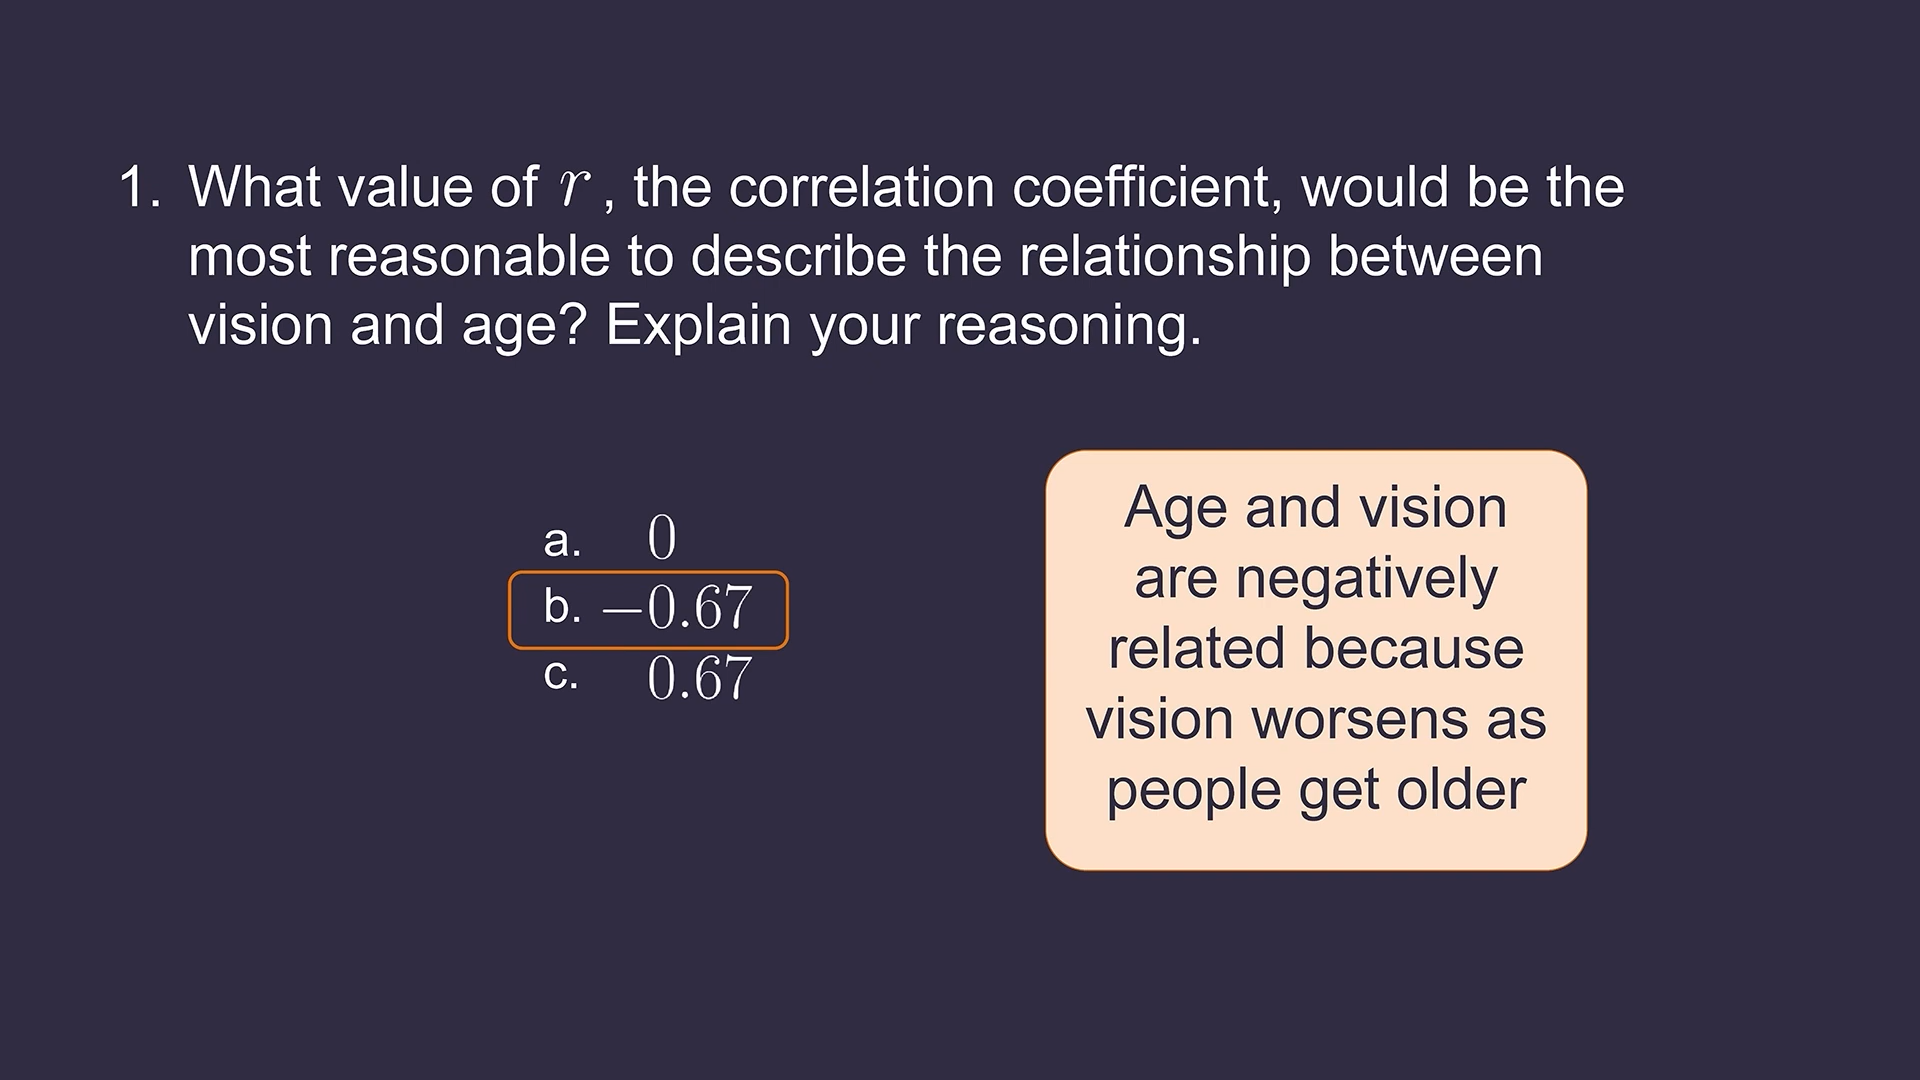 1. What value of r, the correlation coefficient, would be the
most reasonable to describe the relationship between
vision and age? Explain your reasoning.
a. 0
b. −0.67
c. 0.67
Age and vision
are negatively
related because
vision worsens as
people get older